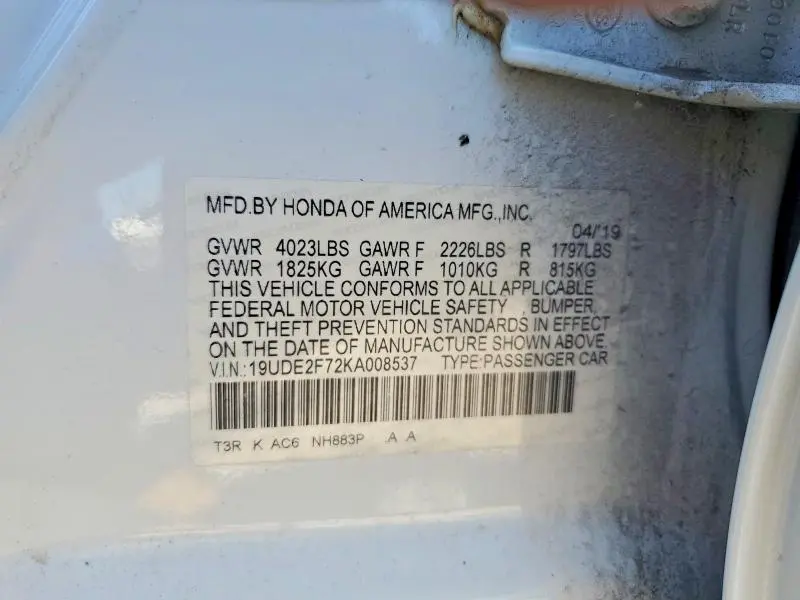 MFD.BY HONDA OF AMERICA MFG.,INC.
04/'19
GVWR 4023LBS GAWR F 2226LBS R 1797LBS
GVWR 1825KG GAWR F 1010KG R 815KG
THIS VEHICLE CONFORMS TO ALL APPLICABLE
FEDERAL MOTOR VEHICLE SAFETY , BUMPER,
AND THEFT PREVENTION STANDARDS IN EFFECT
ON THE DATE OF MANUFACTURE SHOWN ABOVE.
V.I.N.: 19UDE2F72KA008537 TYPE:PASSENGER CAR
T3R K AC6 NH883P .A A